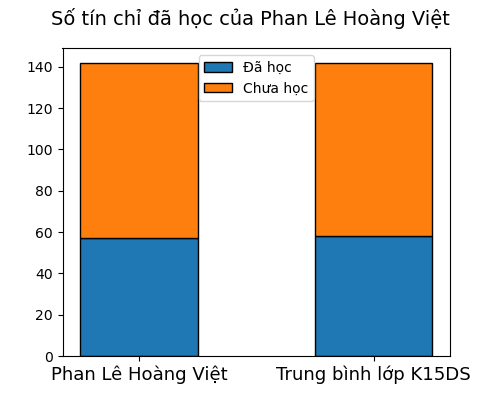 Số tín chỉ đã học của Phan Lê Hoàng Việt
140
120
100
80
60
40
20
0
Đã học
Chưa học
Phan Lê Hoàng Việt
Trung bình lớp K15DS